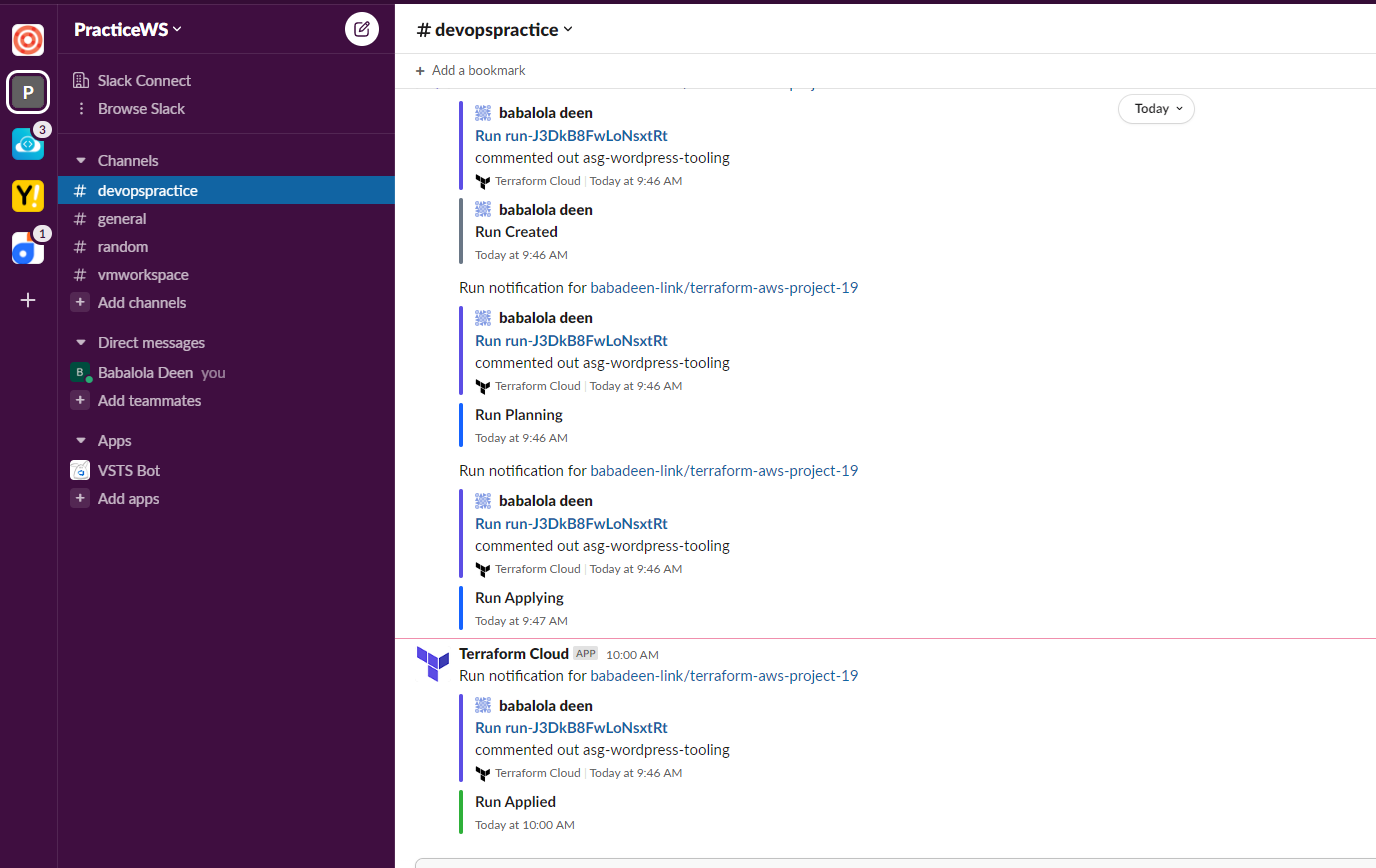 PracticeWS
P
3
Y!
1
Slack Connect
Browse Slack
Channels
# devopspractice
# general
# random
# vmworkspace
+ Add channels
Direct messages
B Babalola Deen you
+ Add teammates
Apps
VSTS Bot
+ Add apps
# devopspractice
+ Add a bookmark
Today
babalola deen
Run run-J3DkB8FwLoNsxtRt
commented out asg-wordpress-tooling
Terraform Cloud | Today at 9:46 AM
babalola deen
Run Created
Today at 9:46 AM
Run notification for babadeen-link/terraform-aws-project-19
babalola deen
Run run-J3DkB8FwLoNsxtRt
commented out asg-wordpress-tooling
Terraform Cloud | Today at 9:46 AM
Run Planning
Today at 9:46 AM
Run notification for babadeen-link/terraform-aws-project-19
babalola deen
Run run-J3DkB8FwLoNsxtRt
commented out asg-wordpress-tooling
Terraform Cloud | Today at 9:46 AM
Run Applying
Today at 9:47 AM
Terraform Cloud APP 10:00 AM
Run notification for babadeen-link/terraform-aws-project-19
babalola deen
Run run-J3DkB8FwLoNsxtRt
commented out asg-wordpress-tooling
Terraform Cloud | Today at 9:46 AM
Run Applied
Today at 10:00 AM